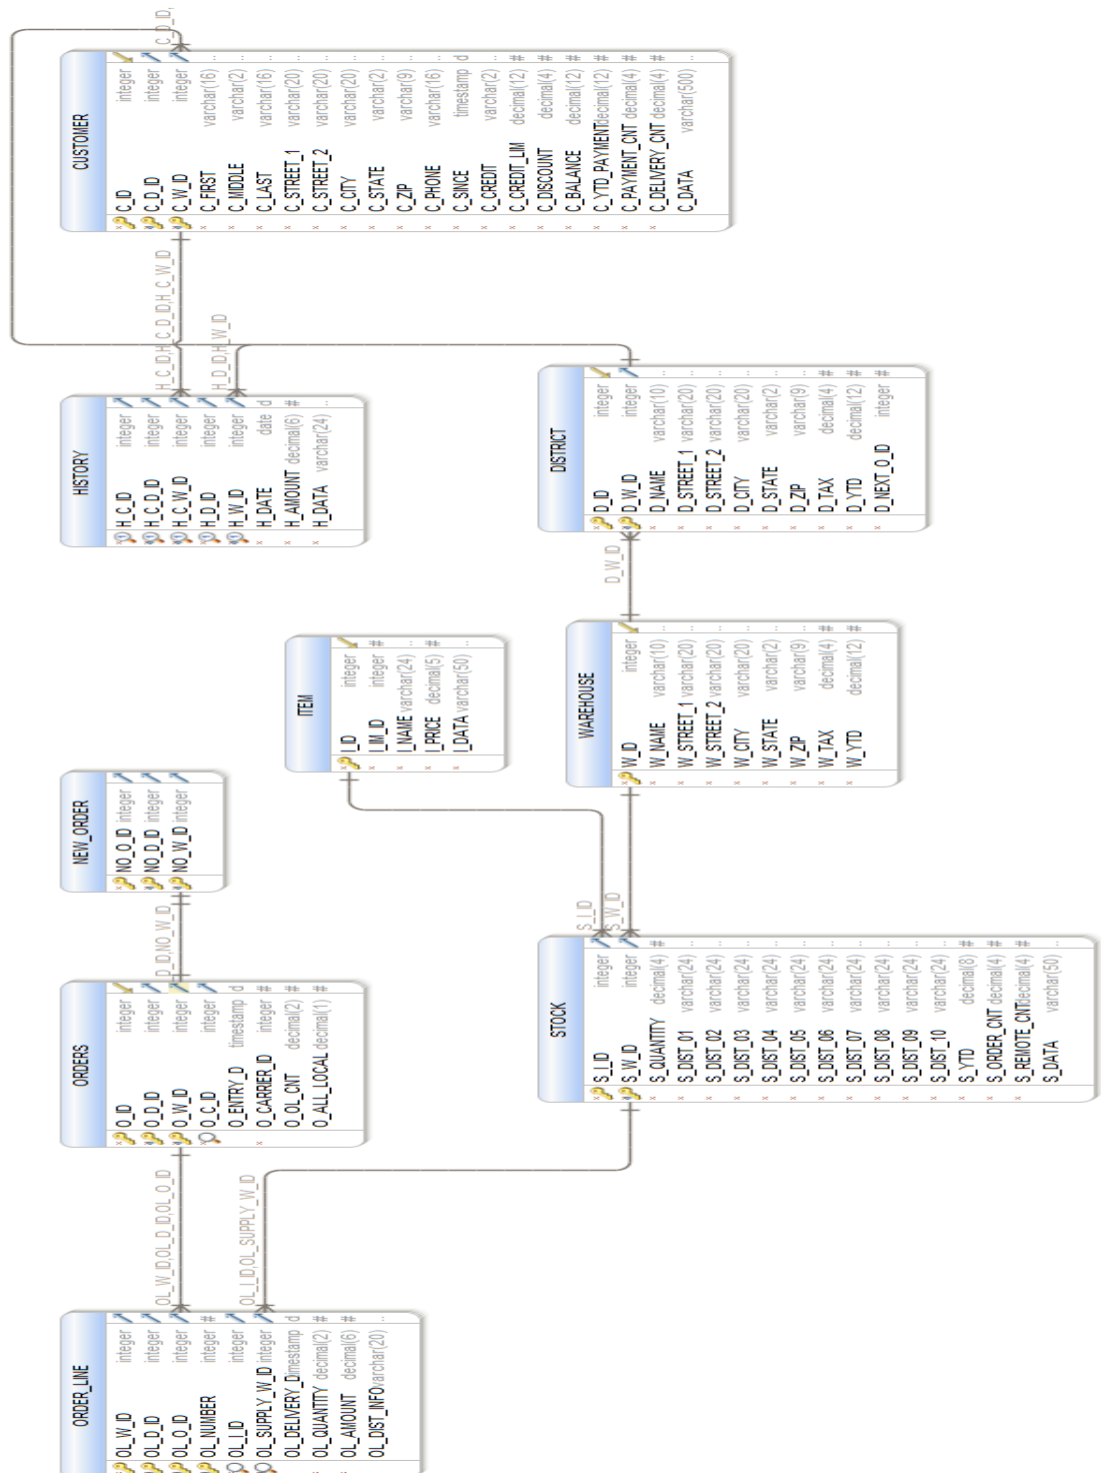 CUSTOMER
C_ID integer
C_D_ID integer
C_W_ID integer
C_FIRST varchar(16)
C_MIDDLE varchar(2)
C_LAST varchar(16)
C_STREET_1 varchar(20)
C_STREET_2 varchar(20)
C_CITY varchar(20)
C_STATE varchar(2)
C_ZIP varchar(9)
C_PHONE varchar(16)
C_SINCE timestamp d
C_CREDIT varchar(2)
C_CREDIT_LIM decimal(12) #
C_DISCOUNT decimal(4) #
C_BALANCE decimal(12) #
C_YTD_PAYMENT decimal(12) #
C_PAYMENT_CNT decimal(4) #
C_DELIVERY_CNT decimal(4) #
C_DATA varchar(500)
C_D_ID,
H_C_ID,H_C_D_ID,H_C_W_ID
H_D_ID,H_W_ID
HISTORY
H_C_ID integer
H_C_D_ID integer
H_C_W_ID integer
H_D_ID integer
H_W_ID integer
H_DATE date d
H_AMOUNT decimal(6) #
H_DATA varchar(24)
DISTRICT
D_ID integer
D_W_ID integer
D_NAME varchar(10)
D_STREET_1 varchar(20)
D_STREET_2 varchar(20)
D_CITY varchar(20)
D_STATE varchar(2)
D_ZIP varchar(9)
D_TAX decimal(4) #
D_YTD decimal(12) #
D_NEXT_O_ID integer #
D_W_ID
ITEM
I_ID integer
I_IM_ID integer #
I_NAME varchar(24)
I_PRICE decimal(5) #
I_DATA varchar(50)
WAREHOUSE
W_ID integer
W_NAME varchar(10)
W_STREET_1 varchar(20)
W_STREET_2 varchar(20)
W_CITY varchar(20)
W_STATE varchar(2)
W_ZIP varchar(9)
W_TAX decimal(4) #
W_YTD decimal(12) #
NEW_ORDER
NO_O_ID integer
NO_D_ID integer
NO_W_ID integer
D_ID,NO_W_ID
S_I_ID
S_W_ID
ORDERS
O_ID integer
O_D_ID integer
O_W_ID integer
O_C_ID integer
O_ENTRY_D timestamp d
O_CARRIER_ID integer #
O_OL_CNT decimal(2) #
O_ALL_LOCAL decimal(1) #
STOCK
S_I_ID integer
S_W_ID integer
S_QUANTITY decimal(4) #
S_DIST_01 varchar(24)
S_DIST_02 varchar(24)
S_DIST_03 varchar(24)
S_DIST_04 varchar(24)
S_DIST_05 varchar(24)
S_DIST_06 varchar(24)
S_DIST_07 varchar(24)
S_DIST_08 varchar(24)
S_DIST_09 varchar(24)
S_DIST_10 varchar(24)
S_YTD decimal(8) #
S_ORDER_CNT decimal(4) #
S_REMOTE_CNT decimal(4) #
S_DATA varchar(50)
OL_W_ID,OL_D_ID,OL_O_ID
OL_I_ID,OL_SUPPLY_W_ID
ORDER_LINE
OL_W_ID integer
OL_D_ID integer
OL_O_ID integer
OL_NUMBER integer #
OL_I_ID integer
OL_SUPPLY_W_ID integer
OL_DELIVERY_D timestamp d
OL_QUANTITY decimal(2) #
OL_AMOUNT decimal(6) #
OL_DIST_INFO varchar(20)